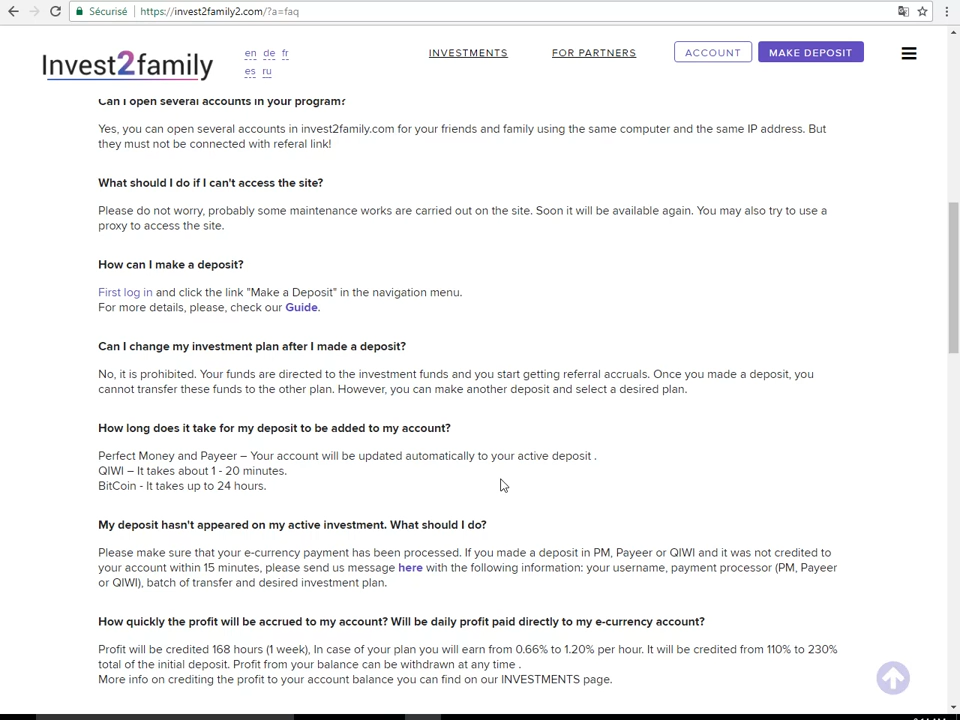 Sécurisé https://invest2family2.com/?a=faq
Invest2family
en de fr
es ru
INVESTMENTS FOR PARTNERS ACCOUNT MAKE DEPOSIT
Can I open several accounts in your program?
Yes, you can open several accounts in invest2family.com for your friends and family using the same computer and the same IP address. But
they must not be connected with referal link!
What should I do if I can't access the site?
Please do not worry, probably some maintenance works are carried out on the site. Soon it will be available again. You may also try to use a
proxy to access the site.
How can I make a deposit?
First log in and click the link "Make a Deposit" in the navigation menu.
For more details, please, check our Guide.
Can I change my investment plan after I made a deposit?
No, it is prohibited. Your funds are directed to the investment funds and you start getting referral accruals. Once you made a deposit, you
cannot transfer these funds to the other plan. However, you can make another deposit and select a desired plan.
How long does it take for my deposit to be added to my account?
Perfect Money and Payeer – Your account will be updated automatically to your active deposit .
QIWI – It takes about 1 - 20 minutes.
BitCoin - It takes up to 24 hours.
My deposit hasn't appeared on my active investment. What should I do?
Please make sure that your e-currency payment has been processed. If you made a deposit in PM, Payeer or QIWI and it was not credited to
your account within 15 minutes, please send us message here with the following information: your username, payment processor (PM, Payeer
or QIWI), batch of transfer and desired investment plan.
How quickly the profit will be accrued to my account? Will be daily profit paid directly to my e-currency account?
Profit will be credited 168 hours (1 week), In case of your plan you will earn from 0.66% to 1.20% per hour. It will be credited from 110% to 230%
total of the initial deposit. Profit from your balance can be withdrawn at any time .
More info on crediting the profit to your account balance you can find on our INVESTMENTS page.